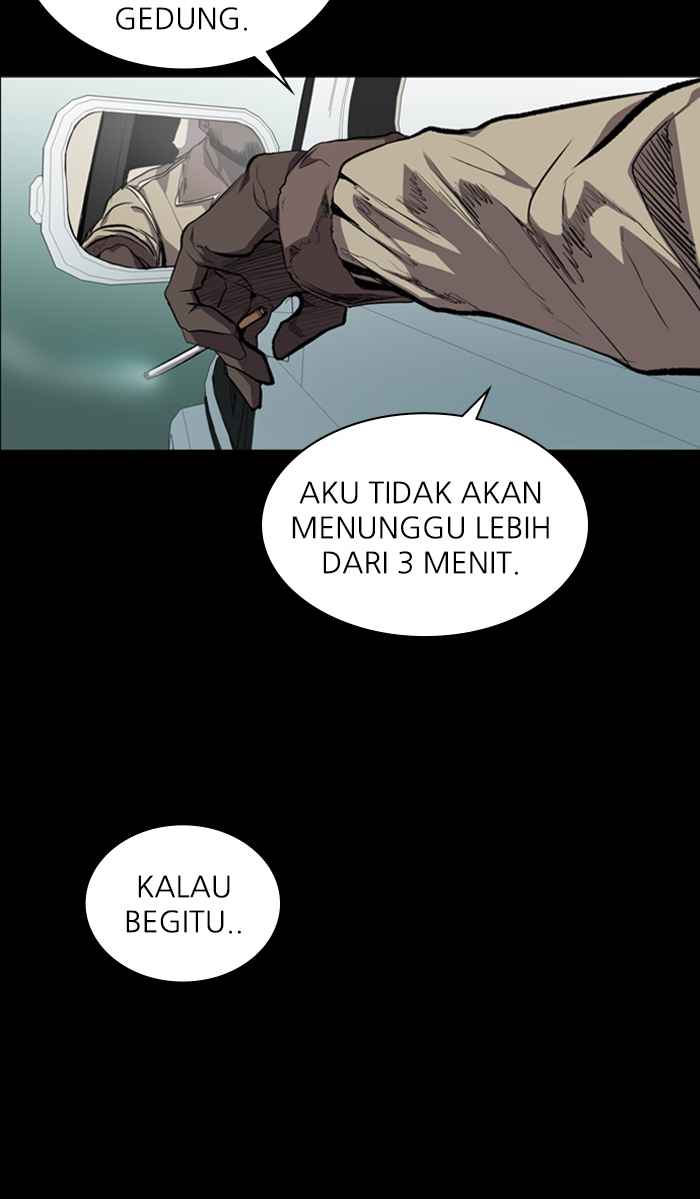 GEDUNG.
AKU TIDAK AKAN
MENUNGGU LEBIH
DARI 3 MENIT.
KALAU
BEGITU..